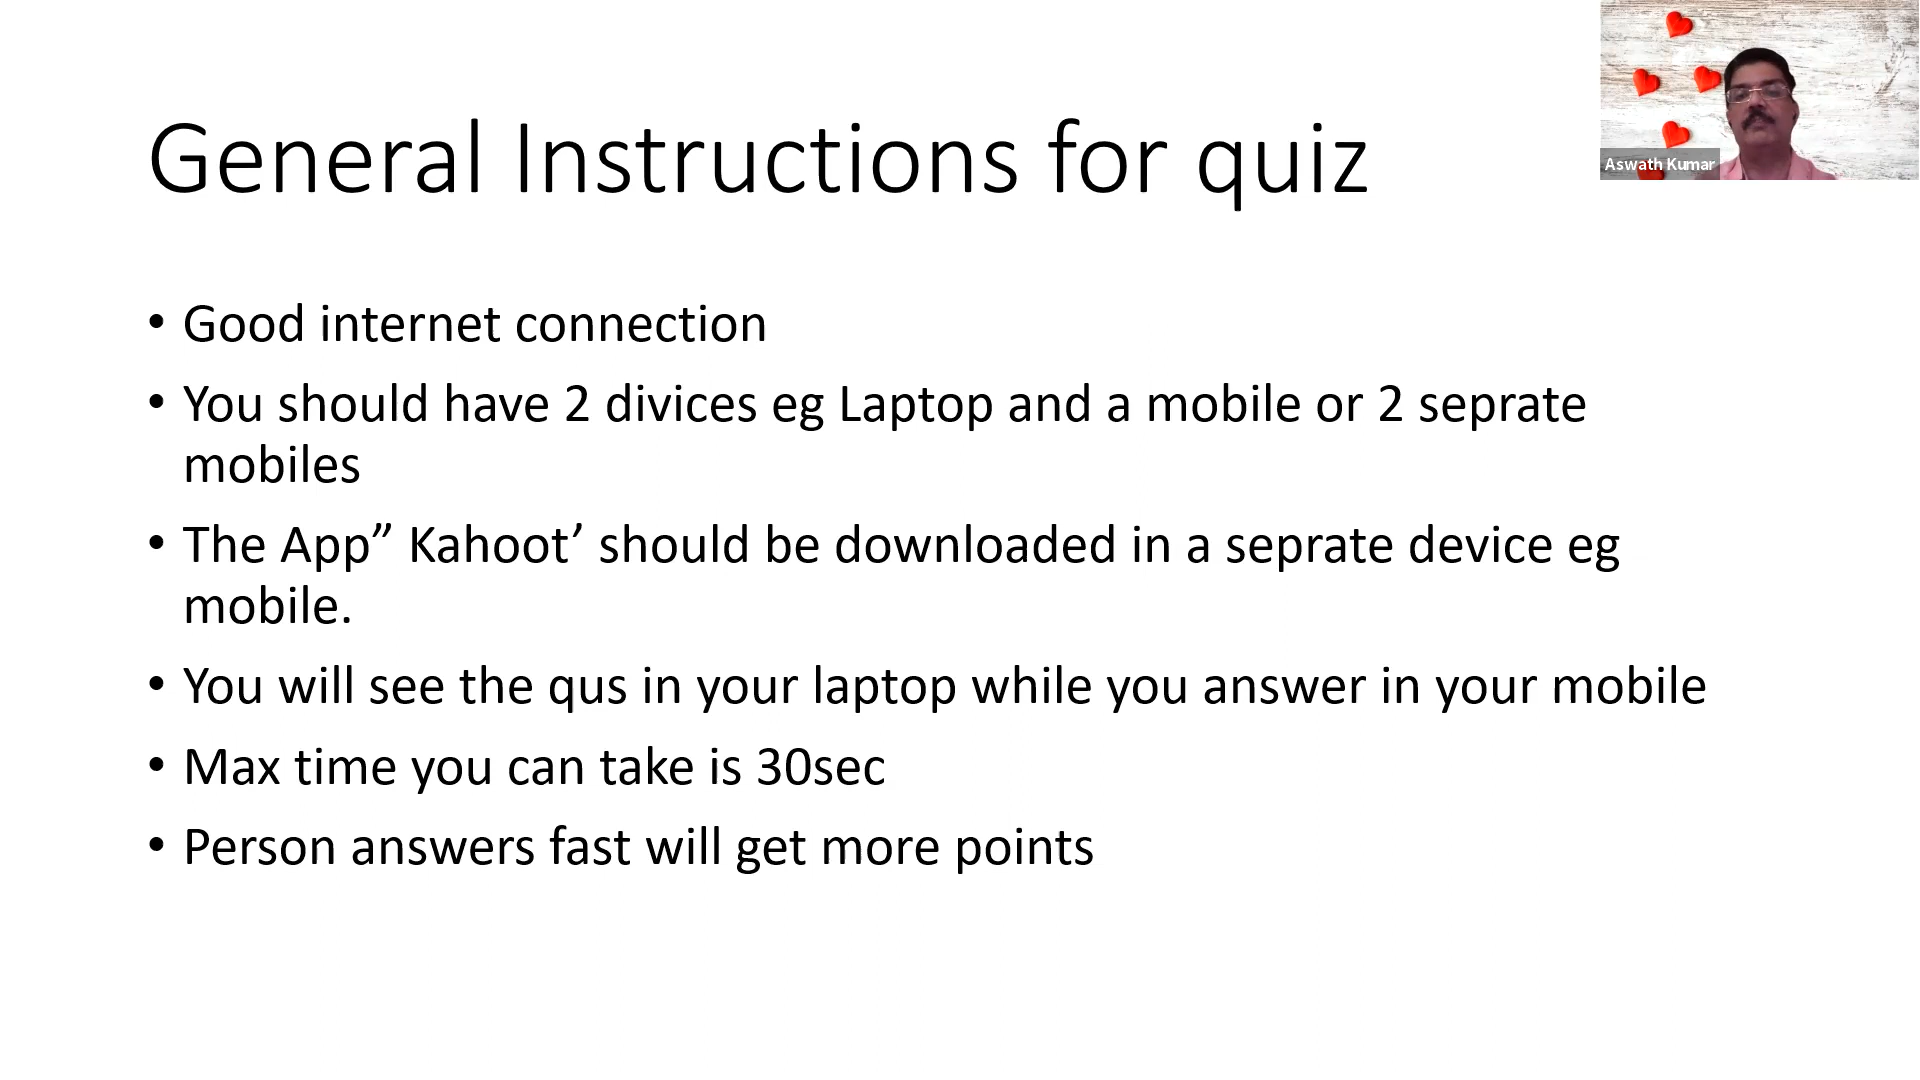 General Instructions for quiz
Aswath Kumar
• Good internet connection
• You should have 2 divices eg Laptop and a mobile or 2 seprate
mobiles
• The App” Kahoot’ should be downloaded in a seprate device eg
mobile.
• You will see the qus in your laptop while you answer in your mobile
• Max time you can take is 30sec
• Person answers fast will get more points